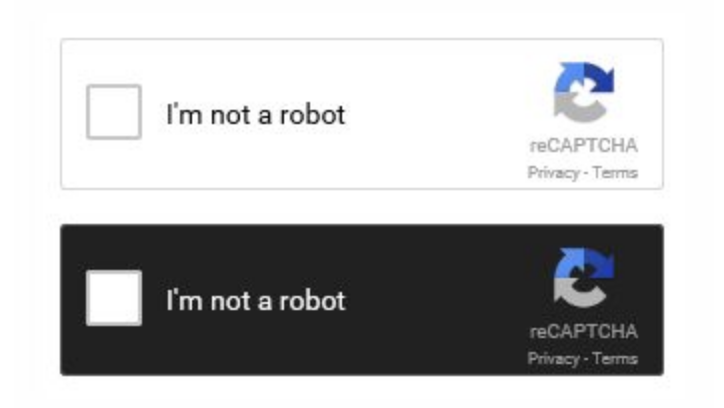 I'm not a robot
reCAPTCHA
Privacy - Terms
I'm not a robot
reCAPTCHA
Privacy - Terms